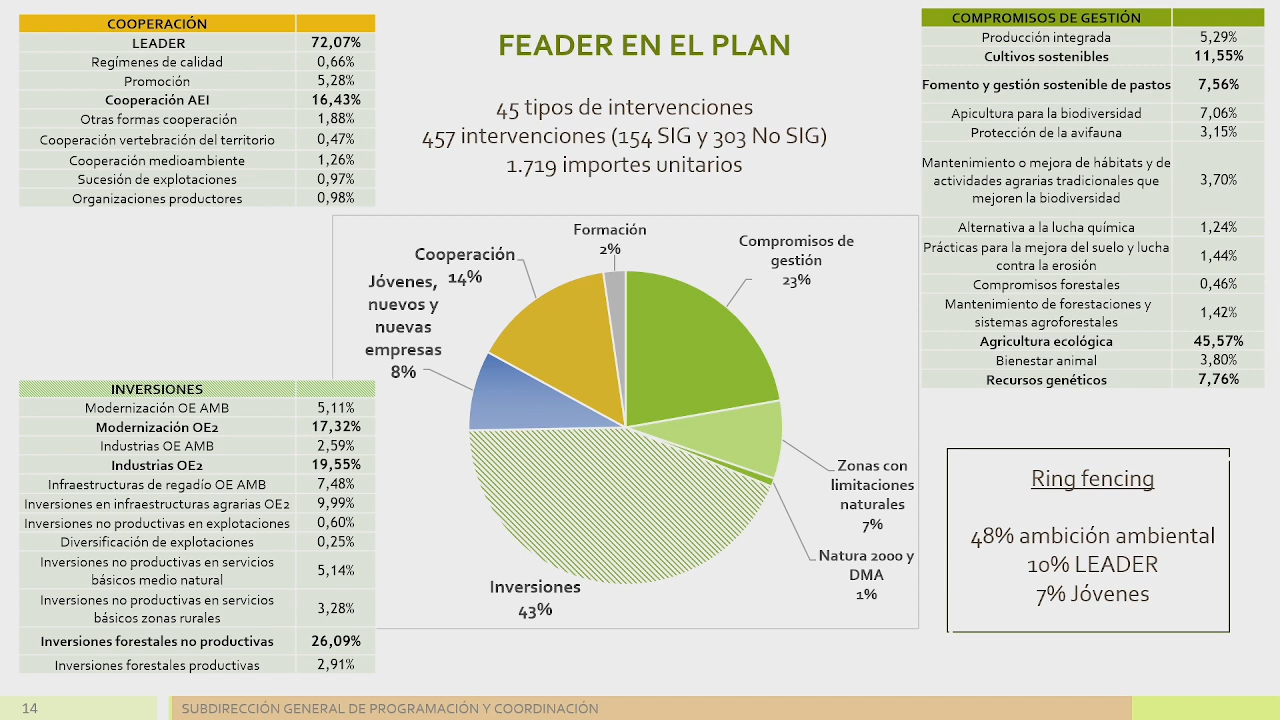 COOPERACIÓN
LEADER 72,07%
Regímenes de calidad 0,66%
Promoción 5,28%
Cooperación AEI 16,43%
Otras formas cooperación 1,88%
Cooperación vertebración del territorio 0,47%
Cooperación medioambiente 1,26%
Sucesión de explotaciones 0,97%
Organizaciones productores 0,98%
FEADER EN EL PLAN
45 tipos de intervenciones
457 intervenciones (154 SIG y 303 No SIG)
1.719 importes unitarios
COMPROMISOS DE GESTIÓN
Producción integrada 5,29%
Cultivos sostenibles 11,55%
Fomento y gestión sostenible de pastos 7,56%
Apicultura para la biodiversidad 7,06%
Protección de la avifauna 3,15%
Mantenimiento o mejora de hábitats y de
actividades agrarias tradicionales que 3,70%
mejoren la biodiversidad
Alternativa a la lucha química 1,24%
Prácticas para la mejora del suelo y lucha
contra la erosión 1,44%
Compromisos forestales 0,46%
Mantenimiento de forestaciones y
sistemas agroforestales 1,42%
Agricultura ecológica 45,57%
Bienestar animal 3,80%
Recursos genéticos 7,76%
Formación
2%
Compromisos de
gestión
23%
Cooperación
14%
Jóvenes,
nuevos y
nuevas
empresas
8%
Zonas con
limitaciones
naturales
7%
Natura 2000 y
DMA
1%
Inversiones
43%
INVERSIONES
Modernización OE AMB 5,11%
Modernización OE2 17,32%
Industrias OE AMB 2,59%
Industrias OE2 19,55%
Infraestructuras de regadío OE AMB 7,48%
Inversiones en infraestructuras agrarias OE2 9,99%
Inversiones no productivas en explotaciones 0,60%
Diversificación de explotaciones 0,25%
Inversiones no productivas en servicios
básicos medio natural 5,14%
Inversiones no productivas en servicios
básicos zonas rurales 3,28%
Inversiones forestales no productivas 26,09%
Inversiones forestales productivas 2,91%
Ring fencing
48% ambición ambiental
10% LEADER
7% Jóvenes
14 SUBDIRECCIÓN GENERAL DE PROGRAMACIÓN Y COORDINACIÓN